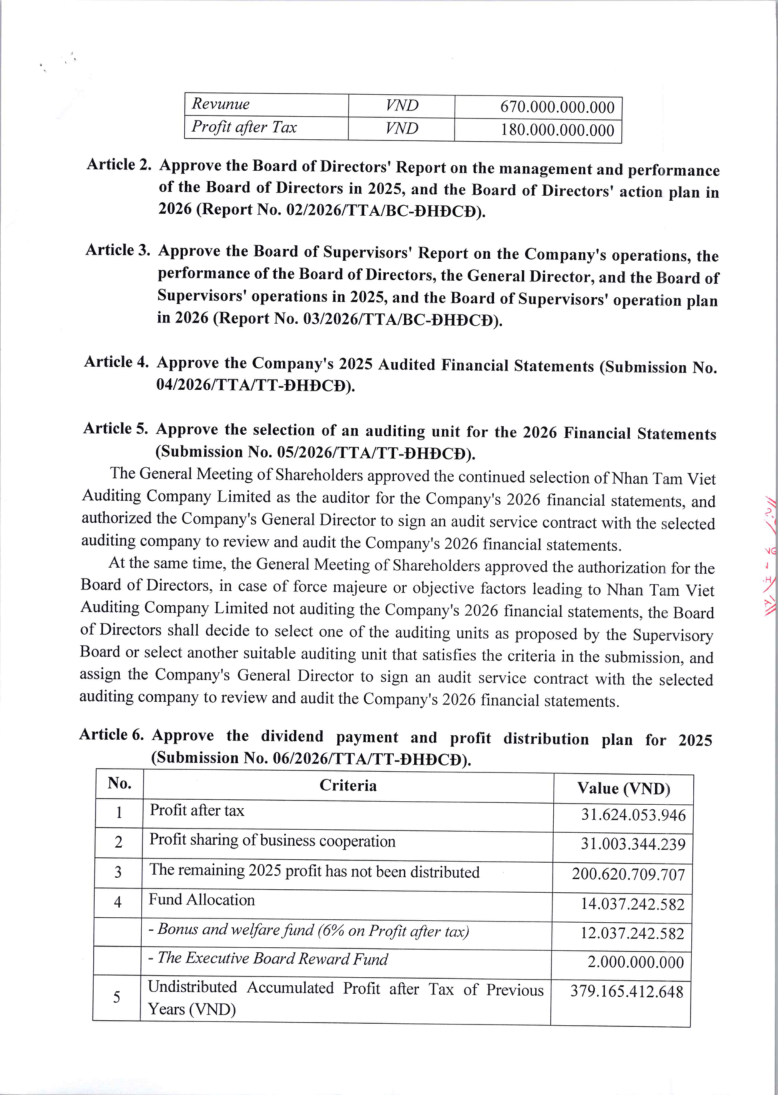 Revunue VND 670.000.000.000
Profit after Tax VND 180.000.000.000
Article 2. Approve the Board of Directors' Report on the management and performance
of the Board of Directors in 2025, and the Board of Directors' action plan in
2026 (Report No. 02/2026/TTA/BC-ĐHĐCĐ).
Article 3. Approve the Board of Supervisors' Report on the Company's operations, the
performance of the Board of Directors, the General Director, and the Board of
Supervisors' operations in 2025, and the Board of Supervisors' operation plan
in 2026 (Report No. 03/2026/TTA/BC-ĐHĐCĐ).
Article 4. Approve the Company's 2025 Audited Financial Statements (Submission No.
04/2026/TTA/TT-ĐHĐCĐ).
Article 5. Approve the selection of an auditing unit for the 2026 Financial Statements
(Submission No. 05/2026/TTA/TT-ĐHĐCĐ).
The General Meeting of Shareholders approved the continued selection of Nhan Tam Viet
Auditing Company Limited as the auditor for the Company's 2026 financial statements, and
authorized the Company's General Director to sign an audit service contract with the selected
auditing company to review and audit the Company's 2026 financial statements.
At the same time, the General Meeting of Shareholders approved the authorization for the
Board of Directors, in case of force majeure or objective factors leading to Nhan Tam Viet
Auditing Company Limited not auditing the Company's 2026 financial statements, the Board
of Directors shall decide to select one of the auditing units as proposed by the Supervisory
Board or select another suitable auditing unit that satisfies the criteria in the submission, and
assign the Company's General Director to sign an audit service contract with the selected
auditing company to review and audit the Company's 2026 financial statements.
Article 6. Approve the dividend payment and profit distribution plan for 2025
(Submission No. 06/2026/TTA/TT-ĐHĐCĐ).
No. Criteria Value (VND)
1 Profit after tax 31.624.053.946
2 Profit sharing of business cooperation 31.003.344.239
3 The remaining 2025 profit has not been distributed 200.620.709.707
4 Fund Allocation 14.037.242.582
- Bonus and welfare fund (6% on Profit after tax) 12.037.242.582
- The Executive Board Reward Fund 2.000.000.000
5 Undistributed Accumulated Profit after Tax of Previous 379.165.412.648
Years (VND)